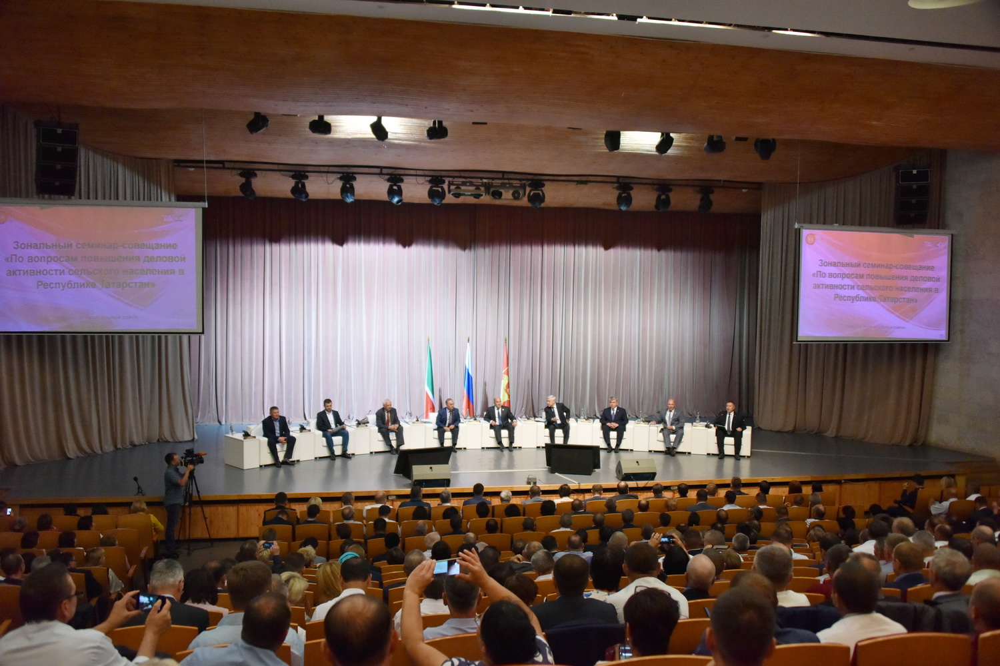 Зональный семинар-совещание
«По вопросам повышения деловой
активности сельского населения в
Республике Татарстан»
Зональный семинар-совещание
«По вопросам повышения деловой
активности сельского населения в
Республике Татарстан»